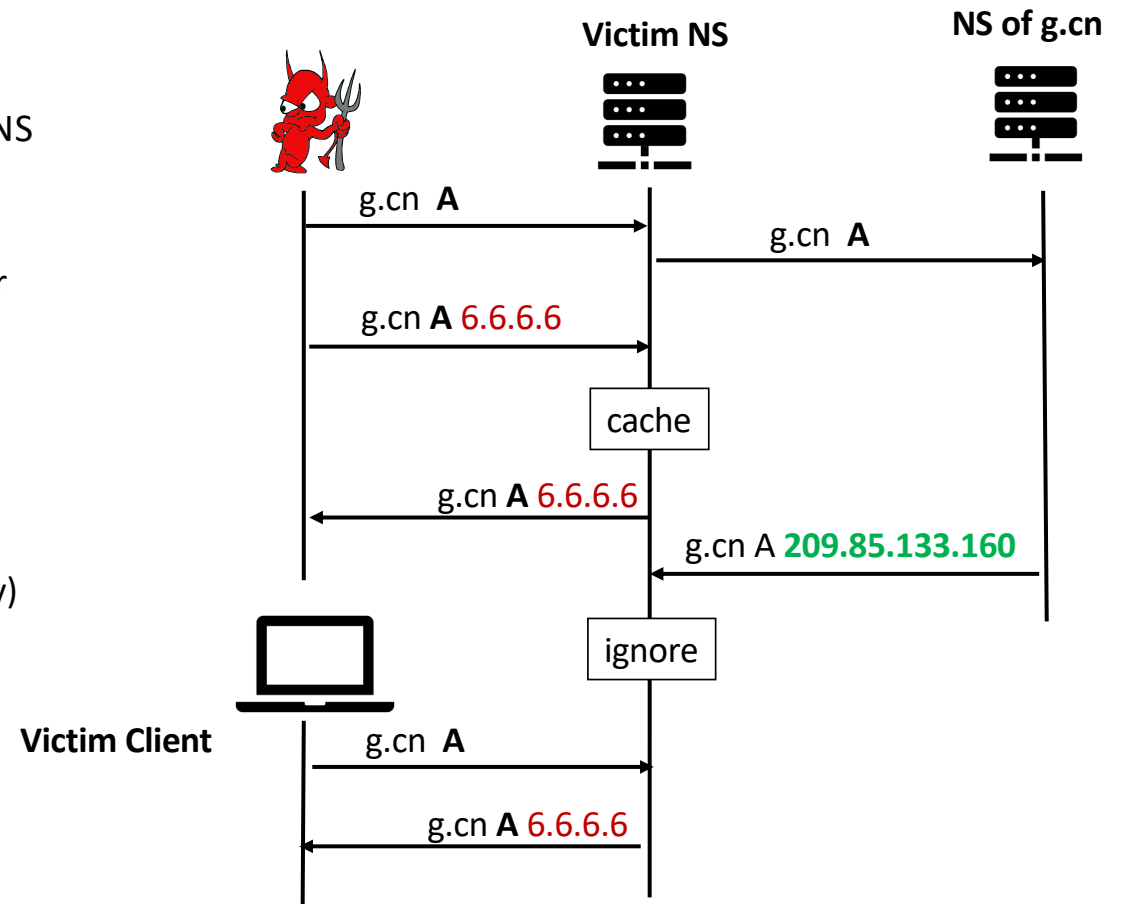 Victim NS
NS of g.cn
NS
g.cn A
g.cn A
r
g.cn A 6.6.6.6
cache
g.cn A 6.6.6.6
g.cn A 209.85.133.160
y)
ignore
Victim Client
g.cn A
g.cn A 6.6.6.6